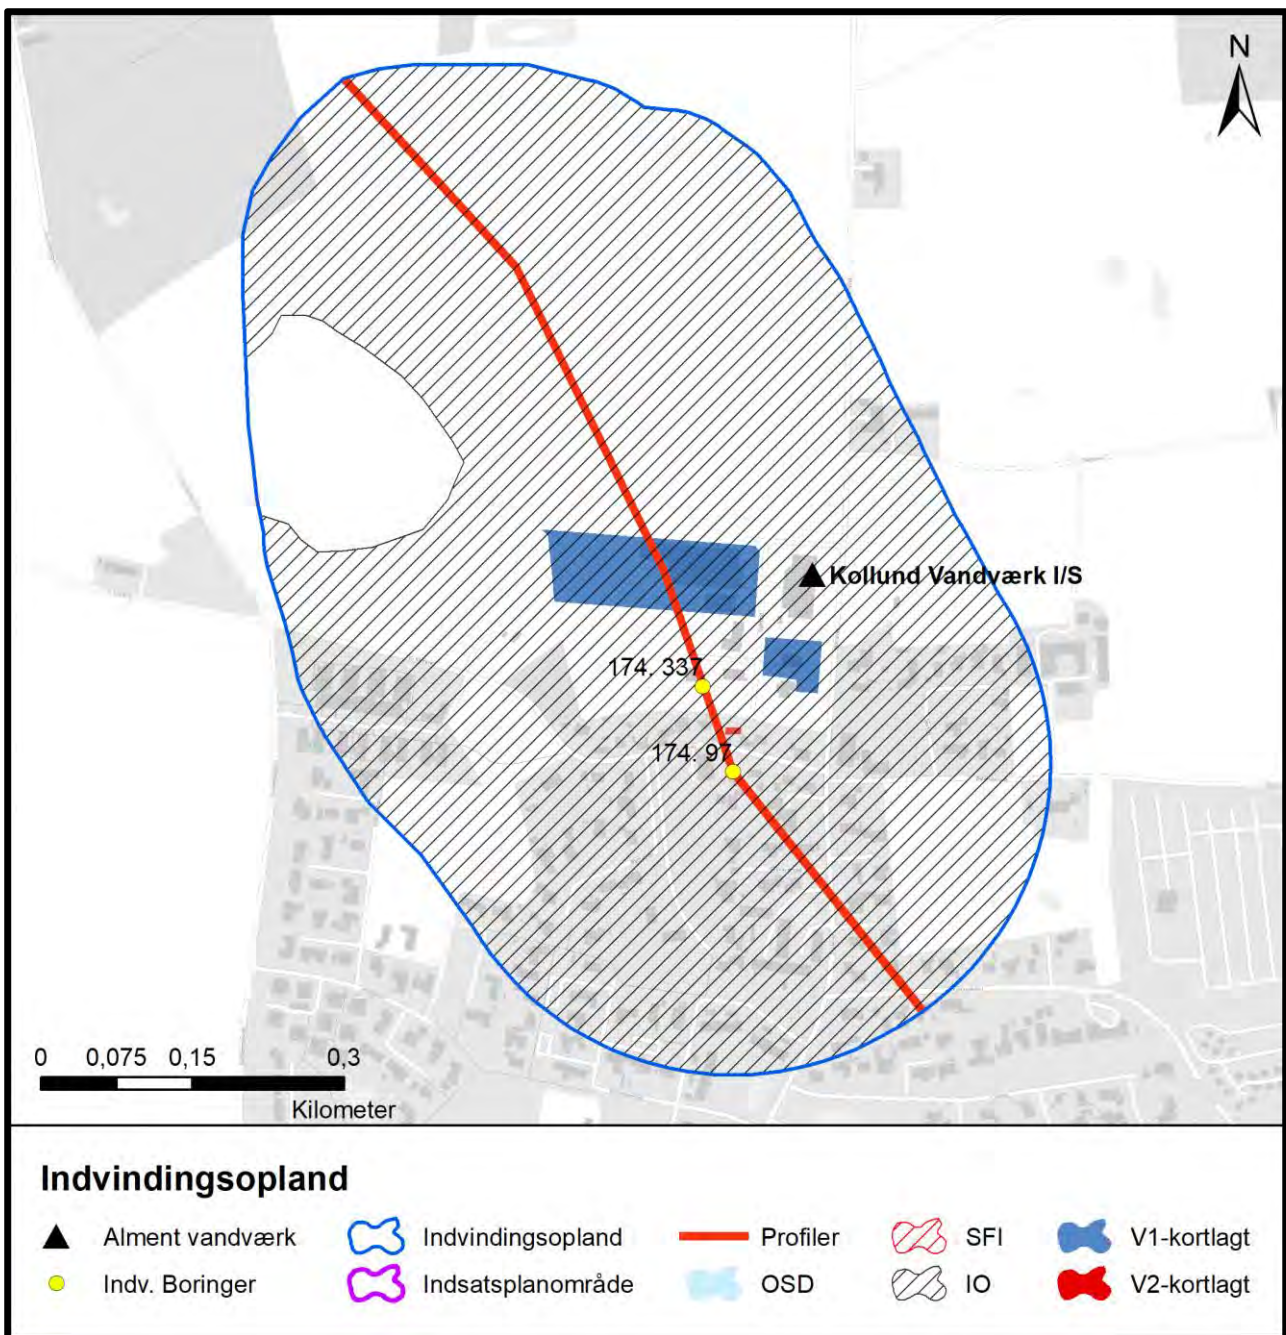 N
Køllund Vandværk I/S
174. 337
174. 97
0 0,075 0,15 0,3
Kilometer
Indvindingsopland
Alment vandværk Indvindingsopland Profiler SFI V1-kortlagt
Indv. Boringer Indsatsplanområde OSD IO V2-kortlagt